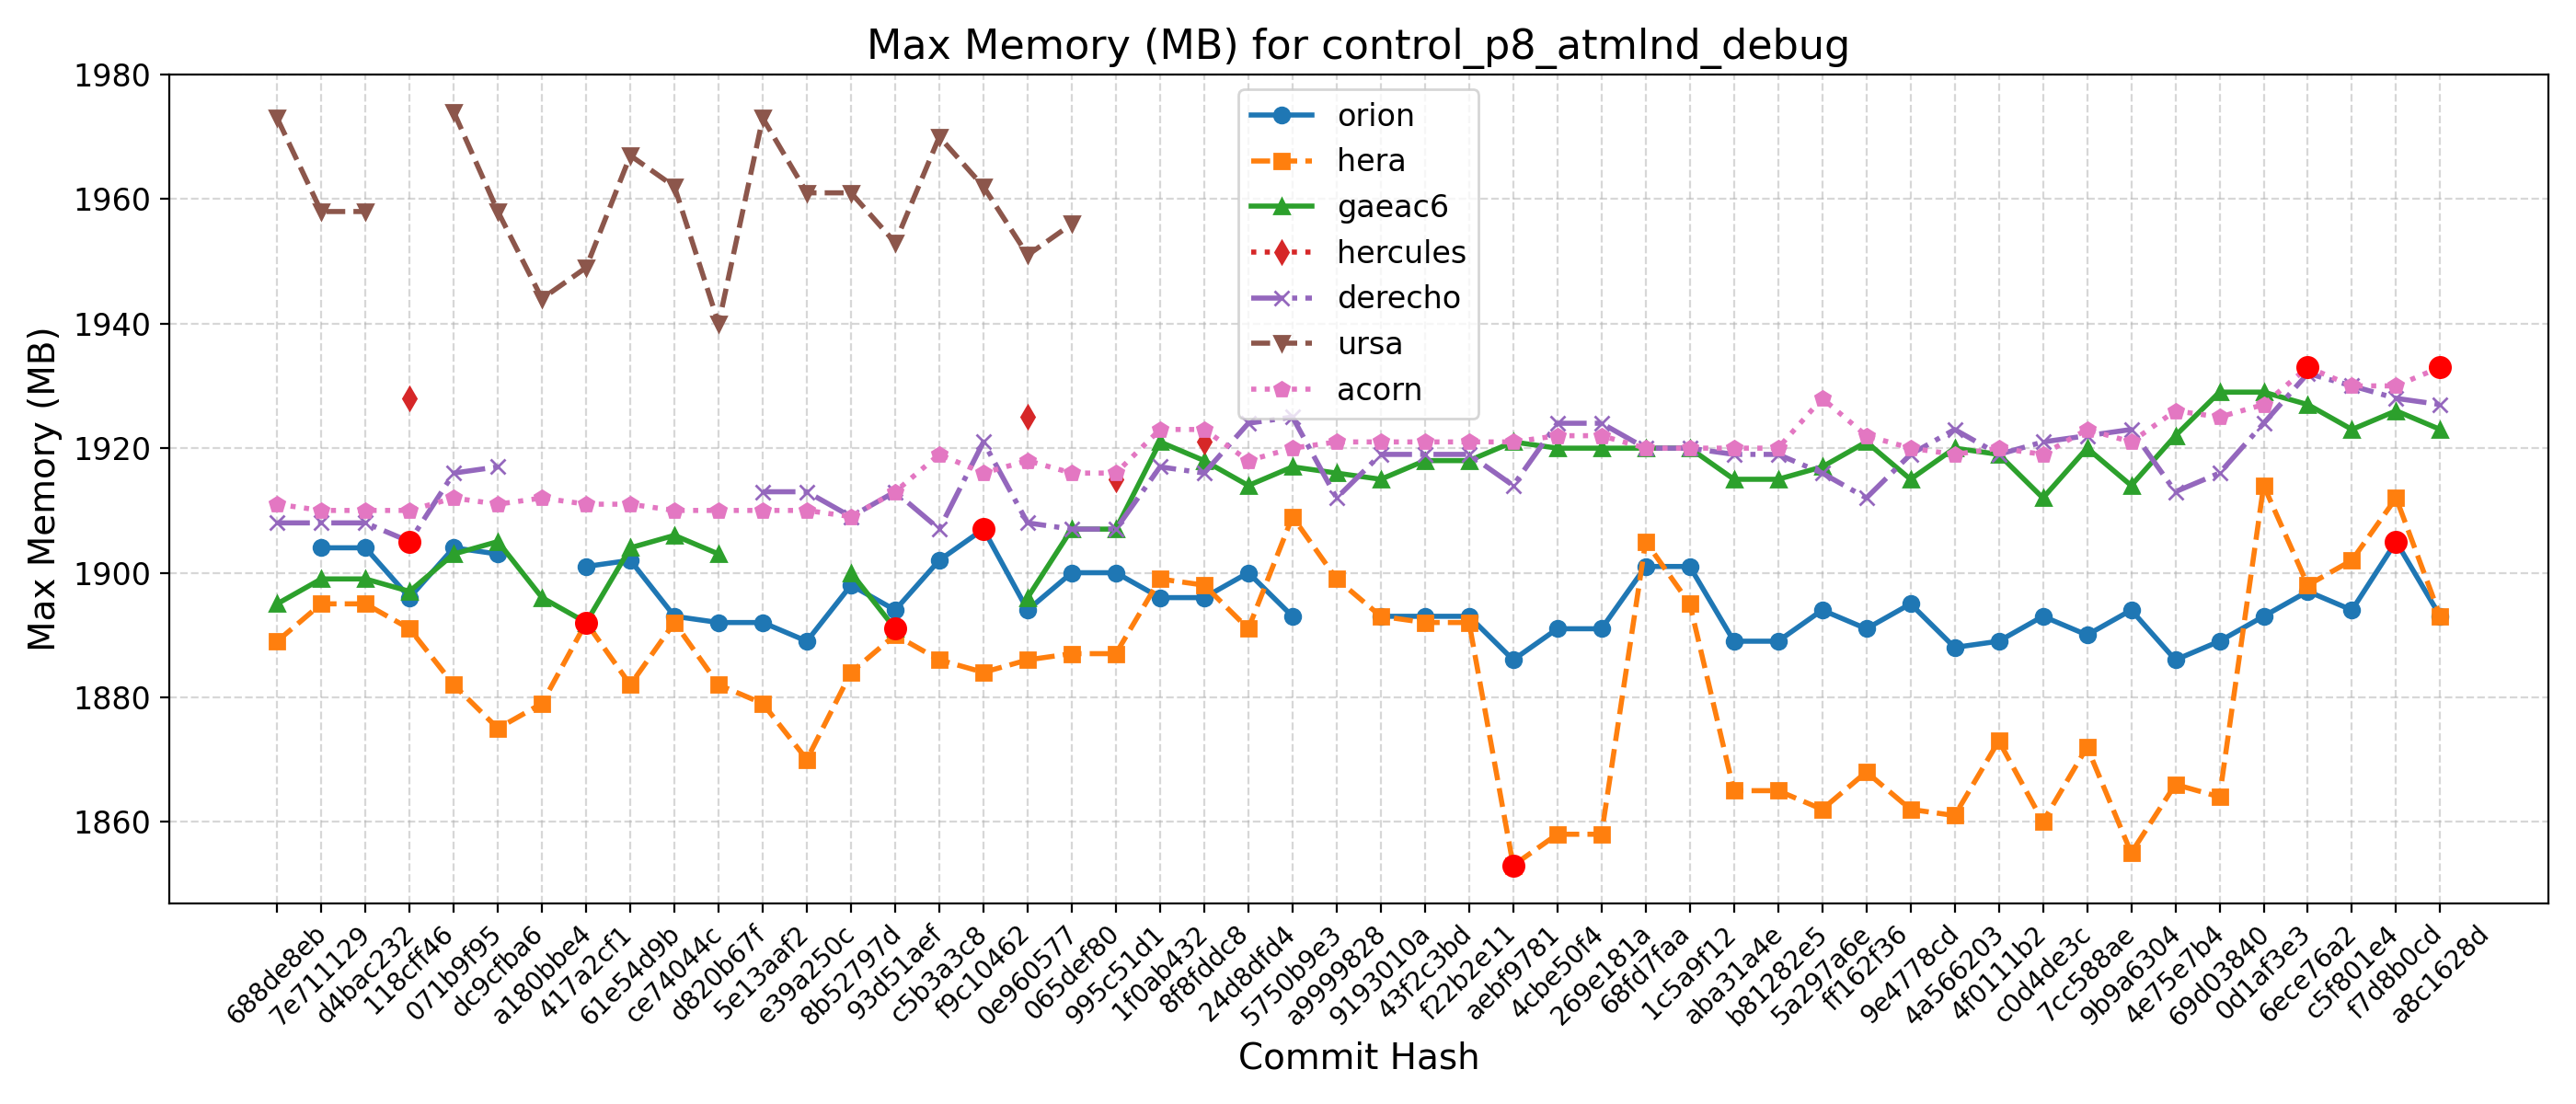 Max Memory (MB) for control_p8_atmlnd_debug
Max Memory (MB)
1980
1960
1940
1920
1900
1880
1860
orion
hera
gaeac6
hercules
derecho
ursa
acorn
688de8eb
7e711129
d4bac232
118cff46
071b9f95
dc9cfba6
a180bbe4
417a2cf1
61e54d9b
ce74044c
d820b67f
5e13aaf2
e39a250c
8b52797d
93d51aef
c5b3a3c8
f9c10462
0e960577
065def80
995c51d1
1f0ab432
8f8fddc8
24d8dfd4
5750b9e3
a9999828
9193010a
43f2c3bd
f22b2e11
aebf9781
4cbe50f4
269e181a
68fd7faa
1c5a9f12
aba31a4e
b81282e5
5a297a6e
ff162f36
9e4778cd
4a566203
4f0111b2
c0d4de3c
7cc588ae
9b9a6304
4e75e7b4
69d03840
0d1af3e3
6ece76a2
c5f801e4
f7d8b0cd
a8c1628d
Commit Hash